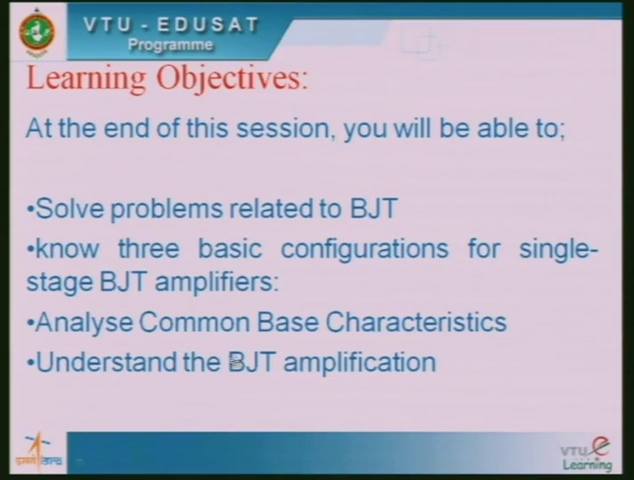 VTU - EDUSAT
Programme
Learning Objectives:
At the end of this session, you will be able to;
•Solve problems related to BJT
•know three basic configurations for single-
stage BJT amplifiers:
•Analyse Common Base Characteristics
•Understand the BJT amplification
इसरो isro
VTU e
Learning